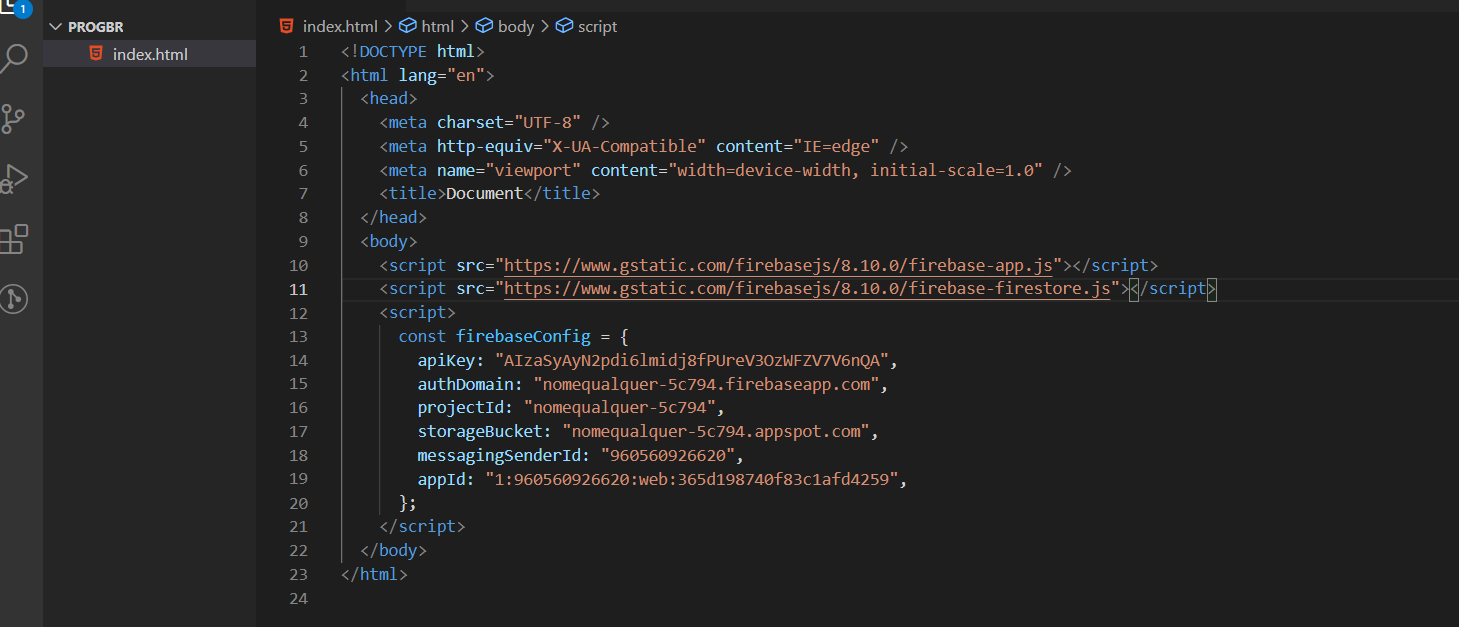 1
PROGBR
index.html
index.html > html > body > script
1 <!DOCTYPE html>
2 <html lang="en">
3 <head>
4 <meta charset="UTF-8" />
5 <meta http-equiv="X-UA-Compatible" content="IE=edge" />
6 <meta name="viewport" content="width=device-width, initial-scale=1.0" />
7 <title>Document</title>
8 </head>
9 <body>
10 <script src="https://www.gstatic.com/firebasejs/8.10.0/firebase-app.js"></script>
11 <script src="https://www.gstatic.com/firebasejs/8.10.0/firebase-firestore.js"></script>
12 <script>
13 const firebaseConfig = {
14 apiKey: "AIzaSyAyN2pdi6lmidj8fPUreV3OzWFZV7V6nQA",
15 authDomain: "nomequalquer-5c794.firebaseapp.com",
16 projectId: "nomequalquer-5c794",
17 storageBucket: "nomequalquer-5c794.appspot.com",
18 messagingSenderId: "960560926620",
19 appId: "1:960560926620:web:365d198740f83c1afd4259",
20 };
21 </script>
22 </body>
23 </html>
24